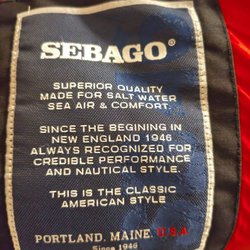 SEBAGO®
SUPERIOR QUALITY
MADE FOR SALT WATER
SEA AIR & COMFORT.
SINCE THE BEGINING IN
NEW ENGLAND 1946
ALWAYS RECOGNIZED FOR
CREDIBLE PERFORMANCE
AND NAUTICAL STYLE.
THIS IS THE CLASSIC
AMERICAN STYLE
PORTLAND, MAINE. USA
Since 1946